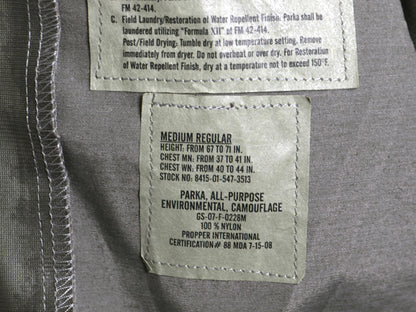 FM 42-414.
C. Field Laundry/Restoration of Water Repellent Finish. Parka shall be
laundered utilizing "Formula XII" of FM 42-414.
Post/Field Drying: Tumble dry at low temperature setting. Remove
immediately from dryer. Do not overheat or over dry. For Restoration
of Water Repellent Finish, dry at a temperature not to exceed 150°F.
MEDIUM REGULAR
HEIGHT: FROM 67 TO 71 IN.
CHEST MN: FROM 37 TO 41 IN.
CHEST WN: FROM 40 TO 44 IN.
STOCK NO: 8415-01-547-3513
PARKA, ALL-PURPOSE
ENVIRONMENTAL, CAMOUFLAGE
GS-07-F-0228M
100 % NYLON
PROPPER INTERNATIONAL
CERTIFICATION# 88 MDA 7-15-08